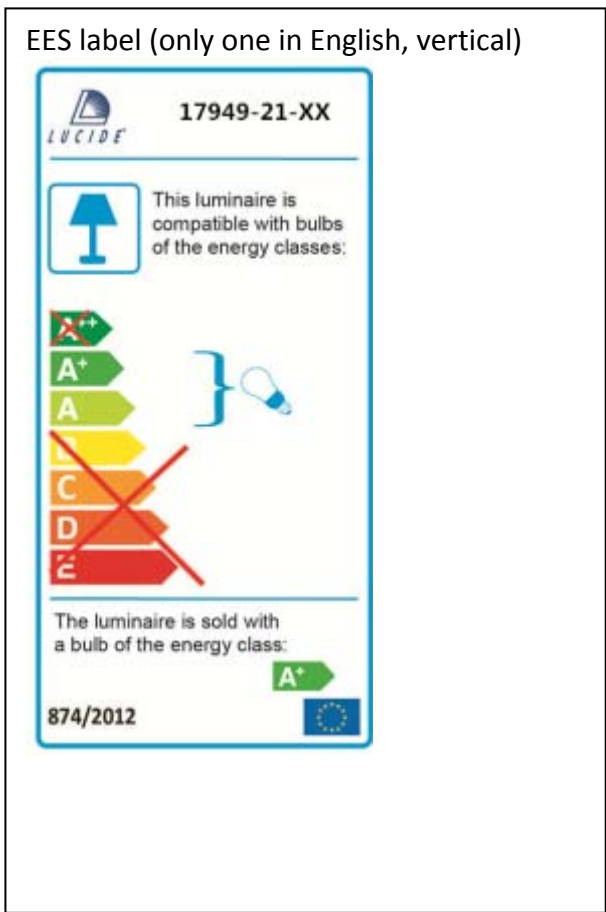 EES label (only one in English, vertical)
LUCIDE
17949-21-XX
This luminaire is
compatible with bulbs
of the energy classes:
A++
A+
A
B
C
D
E
The luminaire is sold with
a bulb of the energy class:
A+
874/2012